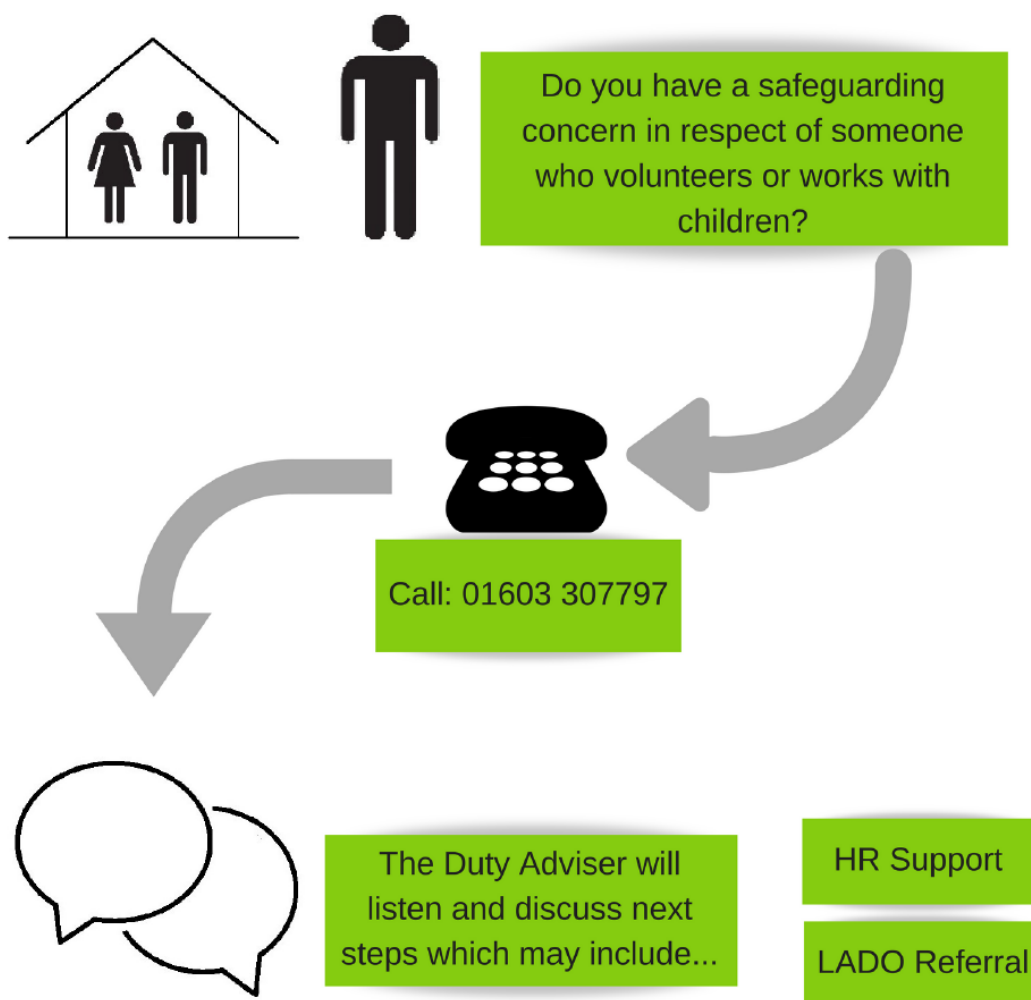 Do you have a safeguarding
concern in respect of someone
who volunteers or works with
children?
Call: 01603 307797
The Duty Adviser will
listen and discuss next
steps which may include...
HR Support
LADO Referral